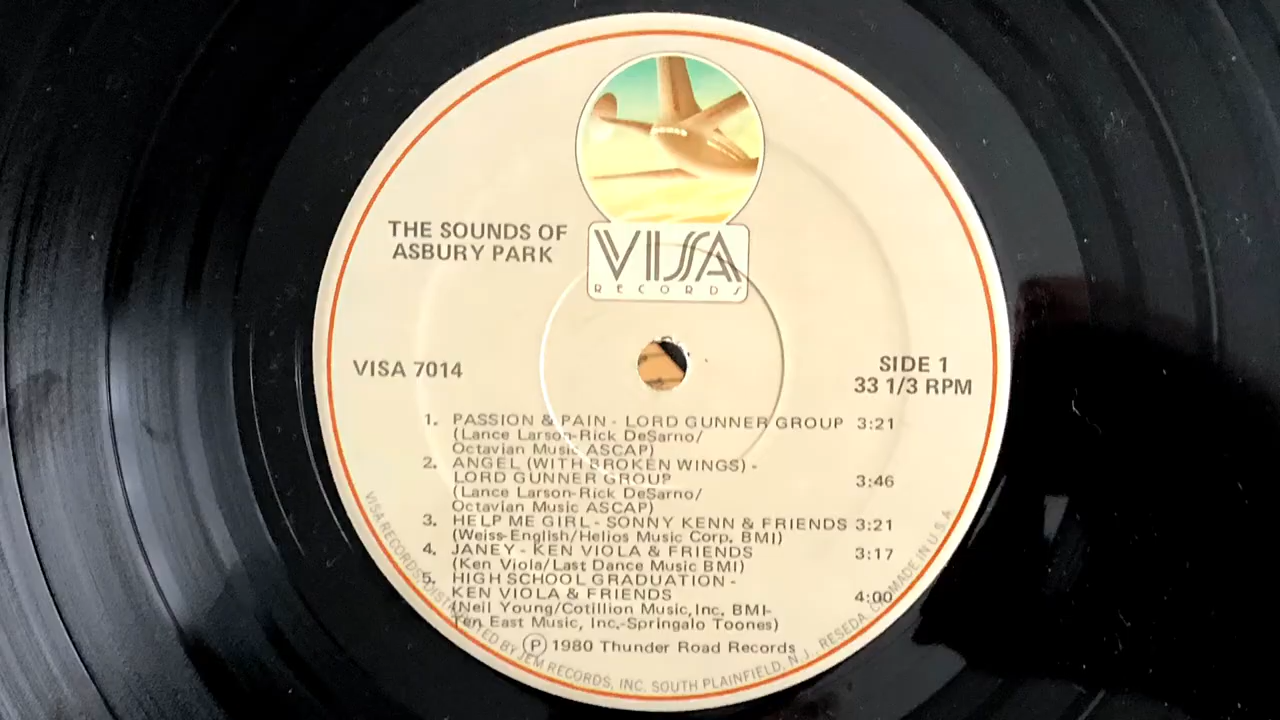 THE SOUNDS OF
ASBURY PARK
VISA
RECORDS
VISA 7014
SIDE 1
33 1/3 RPM
1. PASSION & PAIN - LORD GUNNER GROUP 3:21
(Lance Larson-Rick DeSarno/
Octavian Music ASCAP)
2. ANGEL (WITH BROKEN WINGS) -
LORD GUNNER GROUP 3:46
(Lance Larson-Rick DeSarno/
Octavian Music ASCAP)
3. HELP ME GIRL - SONNY KENN & FRIENDS 3:21
(Weiss-English/Helios Music Corp. BMI)
4. JANEY - KEN VIOLA & FRIENDS 3:17
(Ken Viola/Last Dance Music BMI)
5. HIGH SCHOOL GRADUATION -
KEN VIOLA & FRIENDS 4:00
(Neil Young/Cotillion Music, Inc. BMI-
Ten East Music, Inc.-Springalo Toones)
Ⓟ 1980 Thunder Road Records
VISA RECORDS, DISTRIBUTED BY JEM RECORDS, INC. SOUTH PLAINFIELD, N.J., RESEDA, CA. MADE IN U.S.A.